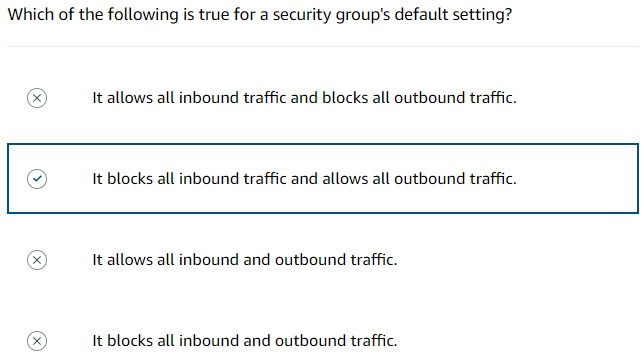 Which of the following is true for a security group's default setting?
It allows all inbound traffic and blocks all outbound traffic.
It blocks all inbound traffic and allows all outbound traffic.
It allows all inbound and outbound traffic.
It blocks all inbound and outbound traffic.